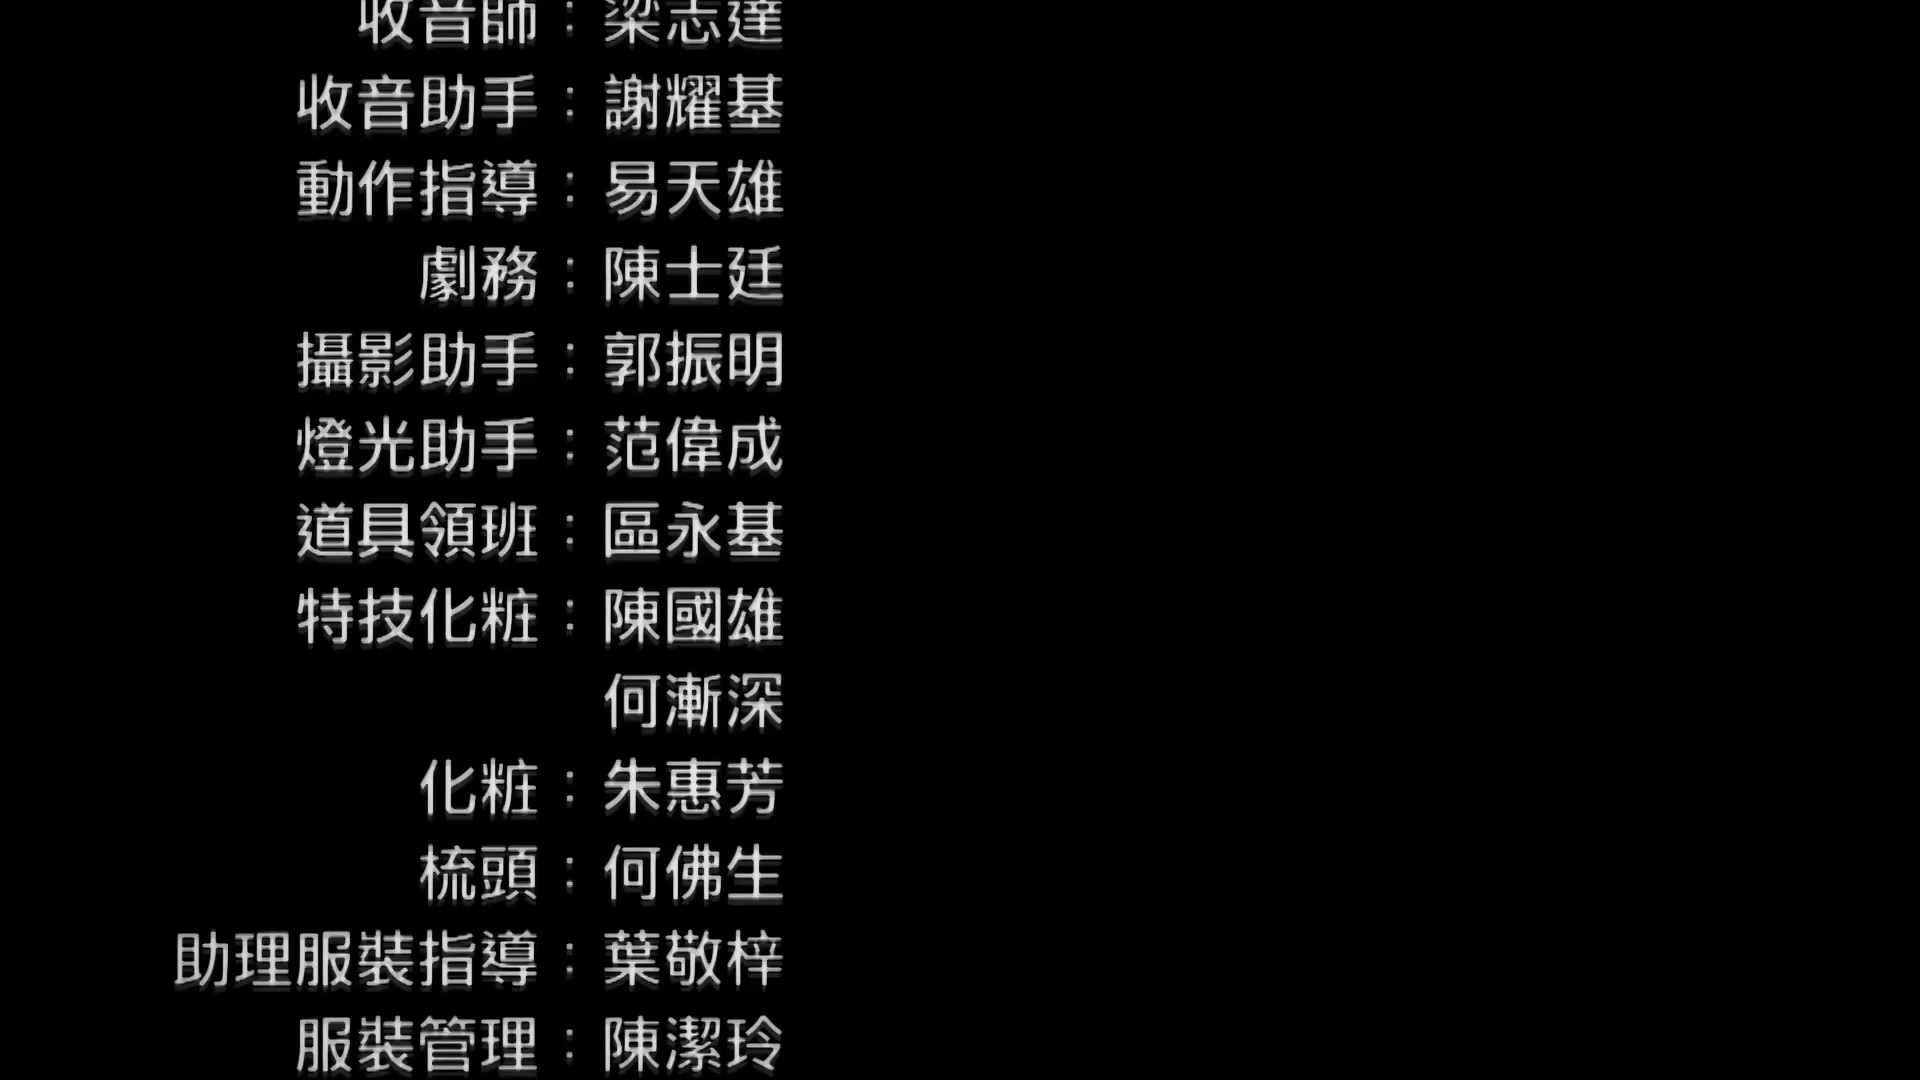 收音師：梁志達
收音助手：謝耀基
動作指導：易天雄
劇務：陳士廷
攝影助手：郭振明
燈光助手：范偉成
道具領班：區永基
特技化粧：陳國雄
何漸深
化粧：朱惠芳
梳頭：何佛生
助理服裝指導：葉敬梓
服裝管理：陳潔玲